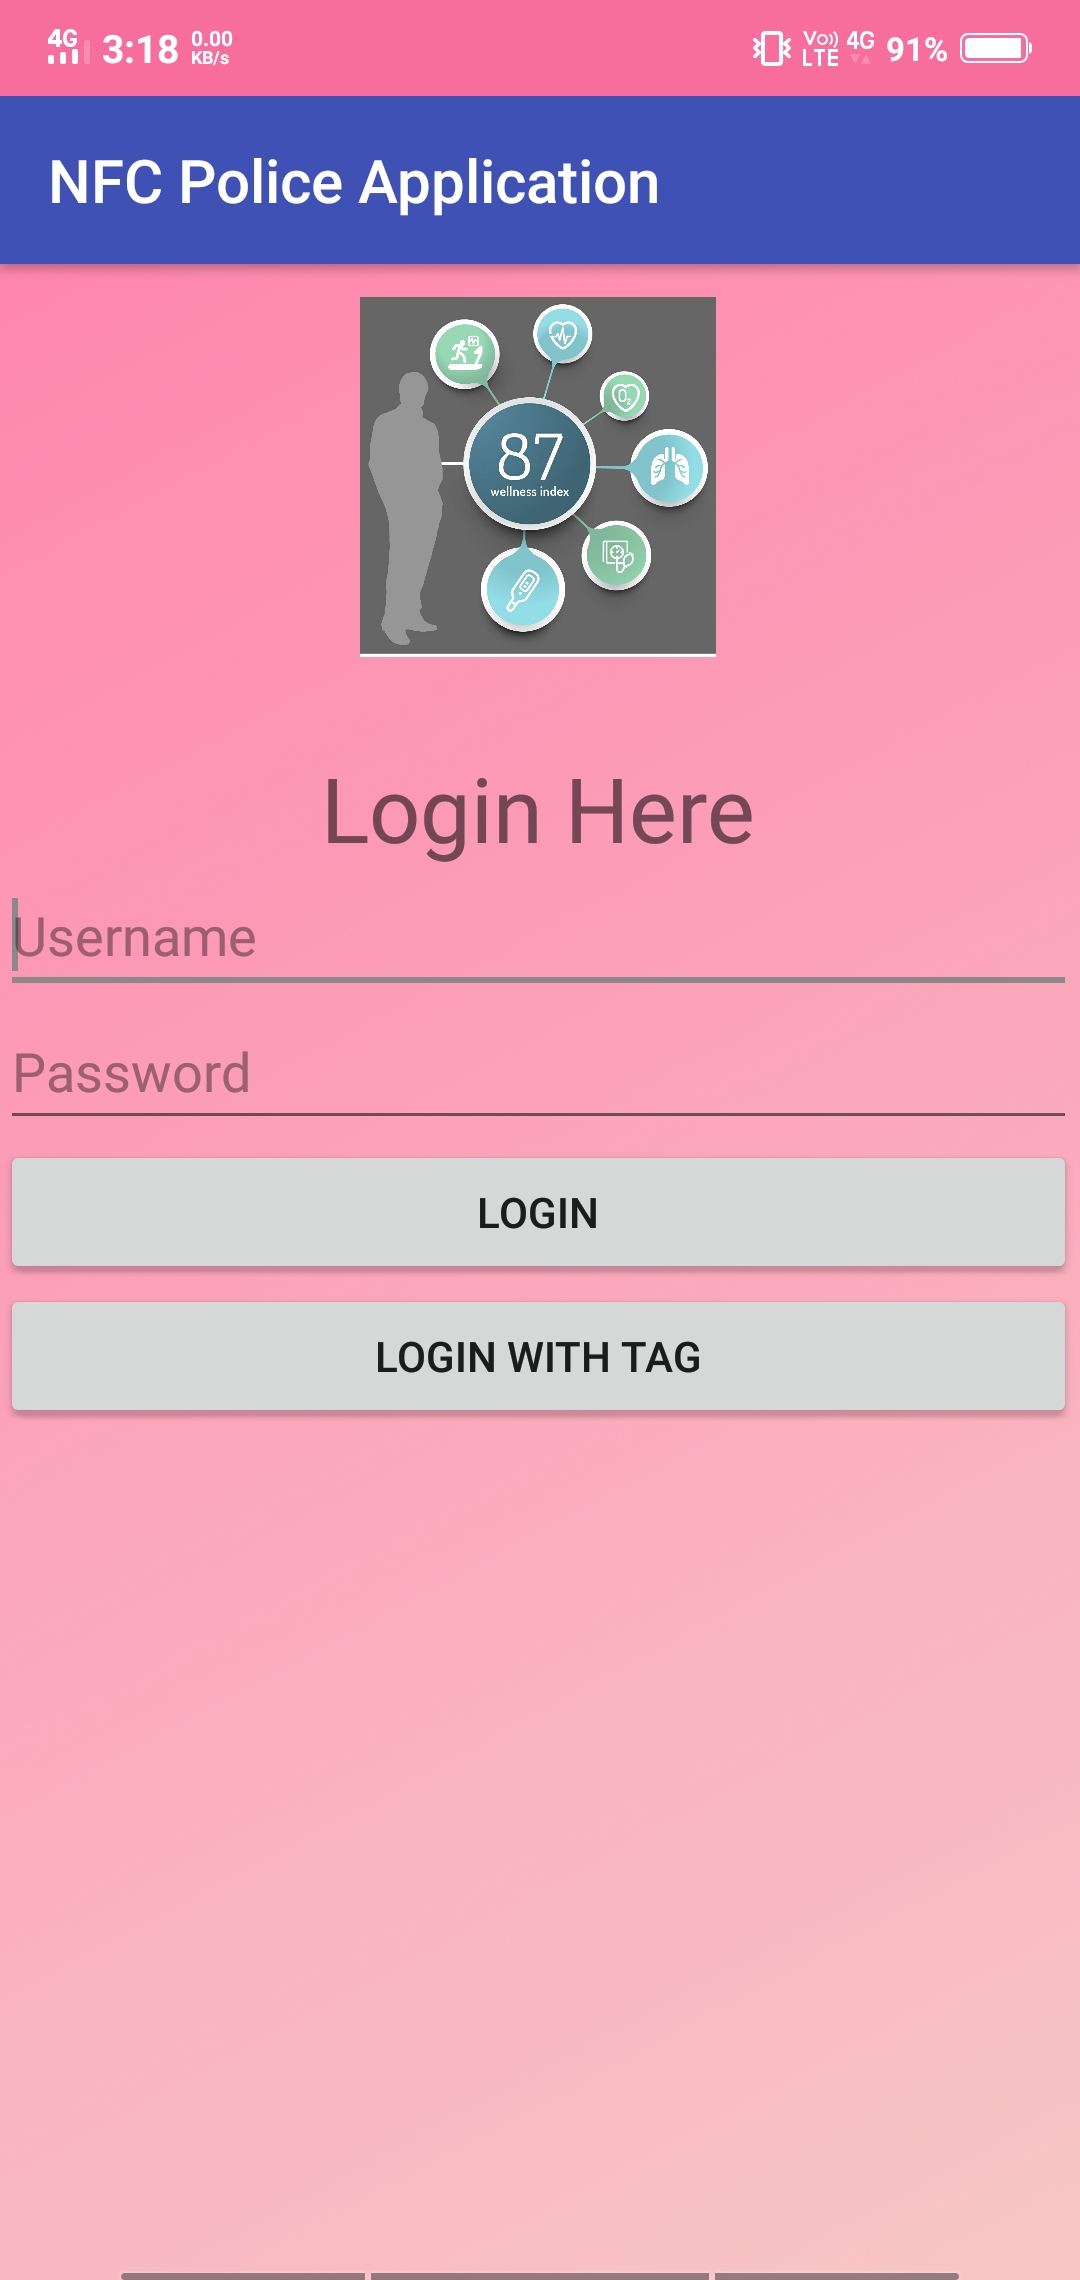 4G 3:18 0.00 KB/s Vo)) LTE 4G 91%
NFC Police Application
O2
87
wellness index
Login Here
Username
Password
LOGIN
LOGIN WITH TAG